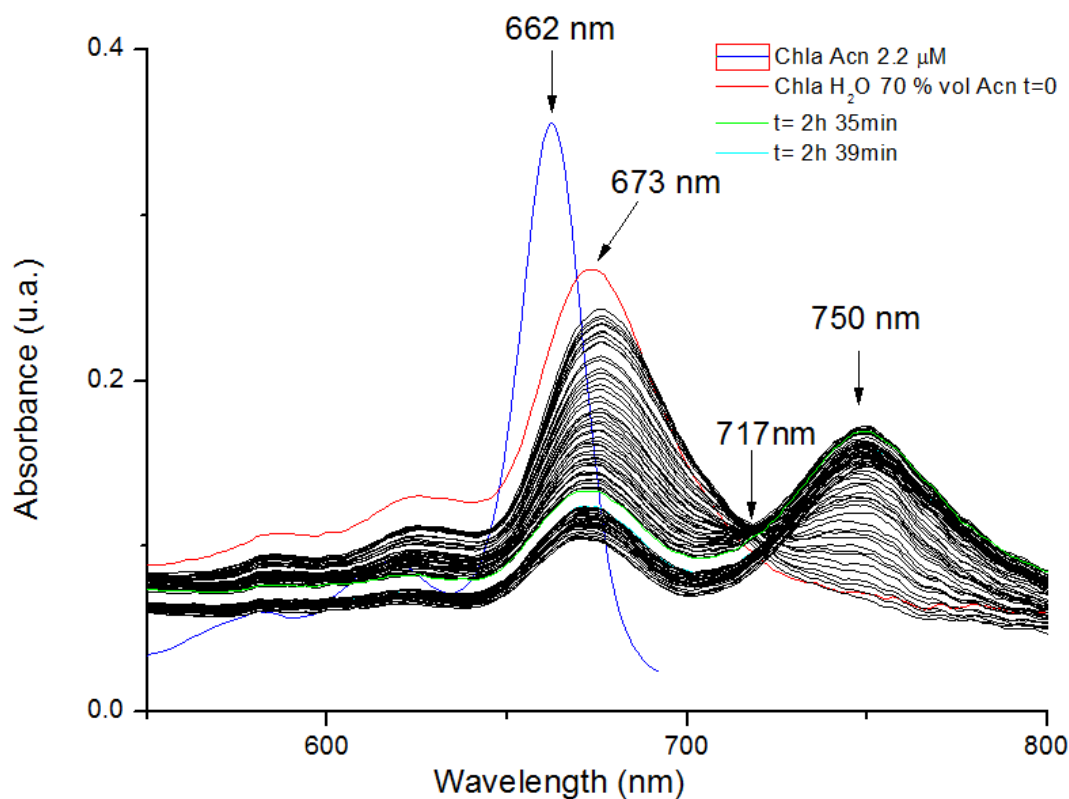 662 nm
0.4
Chla Acn 2.2 μM
Chla H₂O 70 % vol Acn t=0
t= 2h 35min
t= 2h 39min
673 nm
750 nm
717nm
0.2
0.0
600
700
800
Absorbance (u.a.)
Wavelength (nm)